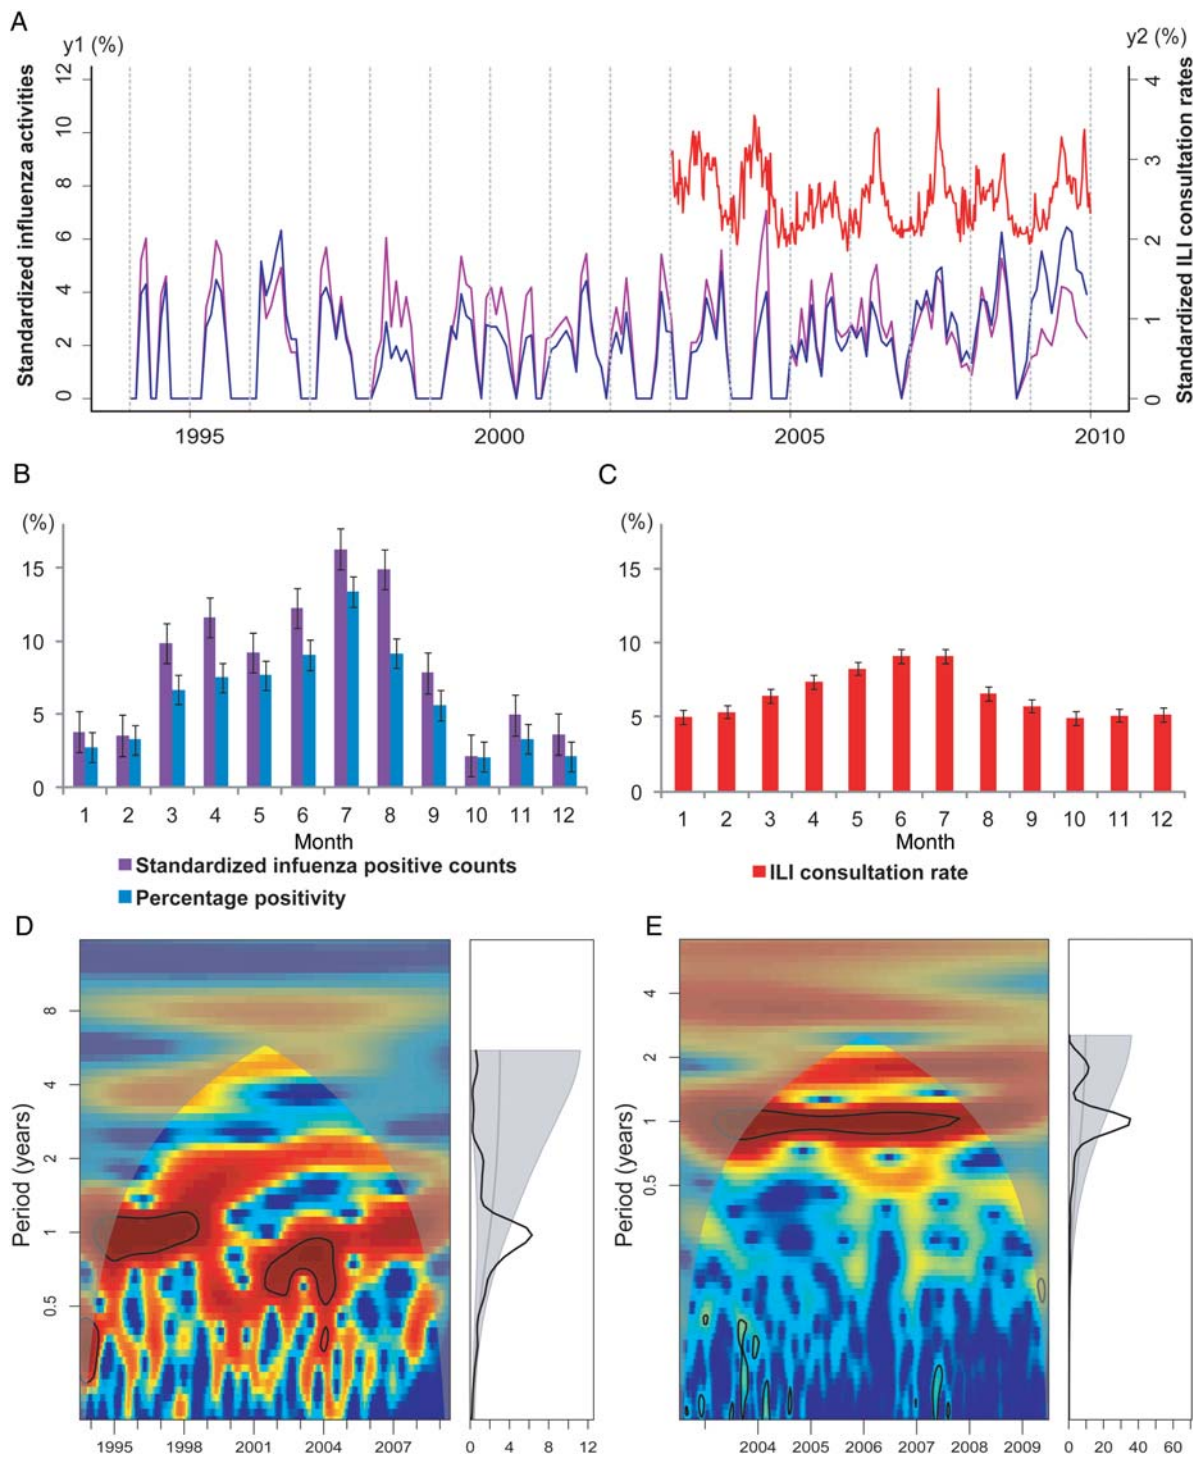 A
y1 (%)
y2 (%)
Standardized influenza activities
12
10
8
6
4
2
0
4
3
2
1
0
Standardized ILI consultation rates
1995 2000 2005 2010
B
(%)
15
10
5
0
1 2 3 4 5 6 7 8 9 10 11 12
Month
Standardized infuenza positive counts
Percentage positivity
C
(%)
15
10
5
0
1 2 3 4 5 6 7 8 9 10 11 12
Month
ILI consultation rate
D
Period (years)
8
4
2
1
0.5
1995 1998 2001 2004 2007
0 4 8 12
E
Period (years)
4
2
1
0.5
2004 2005 2006 2007 2008 2009
0 20 40 60